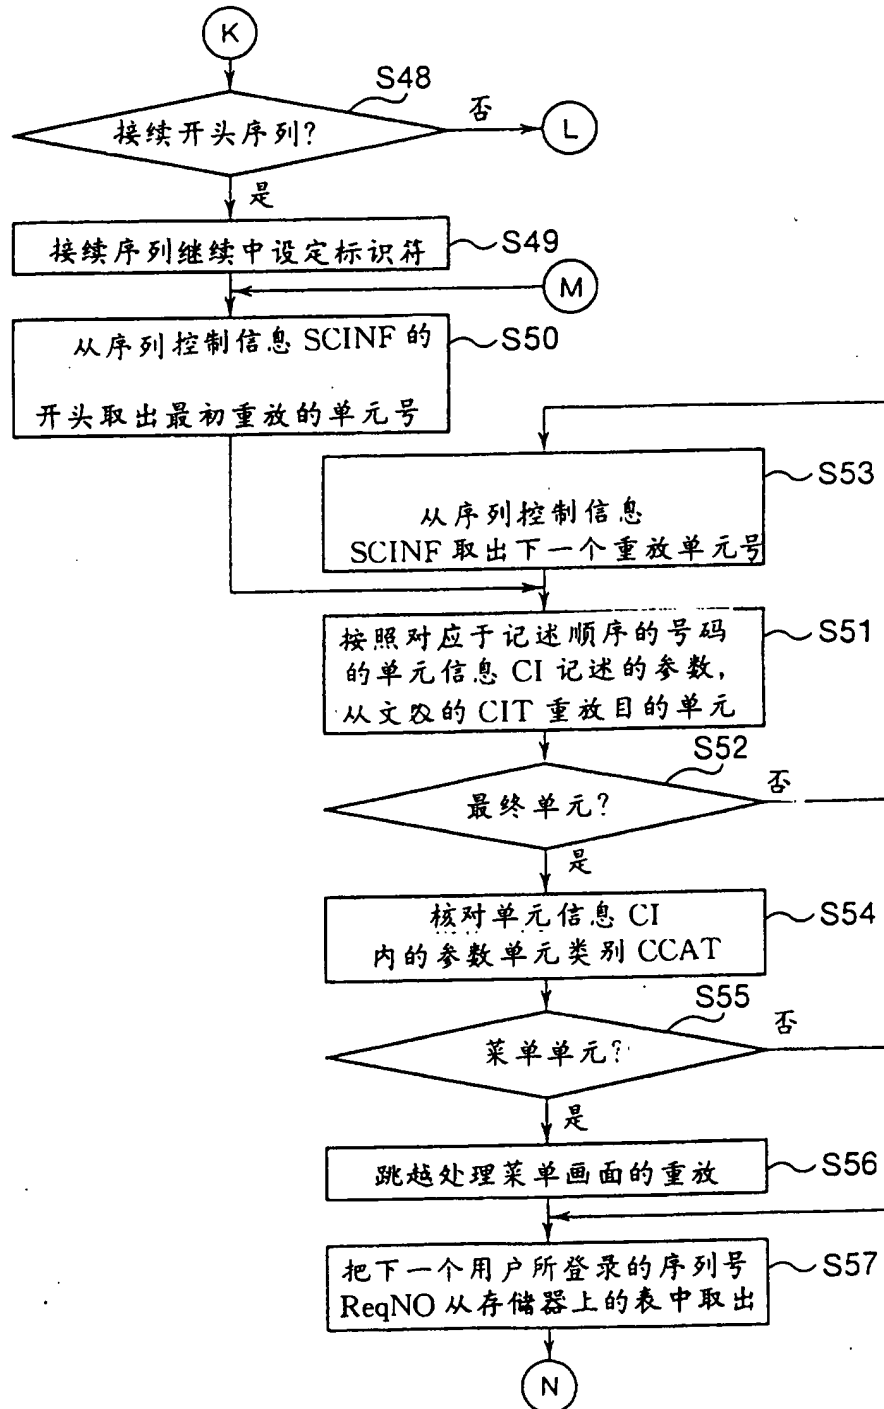 K
S48
接续开头序列?
否
L
是
接续序列继续中设定标识符
S49
M
从序列控制信息 SCINF 的
开头取出最初重放的单元号
S50
从序列控制信息
SCINF 取出下一个重放单元号
S53
按照对应于记述顺序的号码
的单元信息 CI 记述的参数,
从文的 CIT 重放目的单元
S51
S52
最终单元?
否
是
核对单元信息 CI
内的参数单元类别 CCAT
S54
S55
菜单单元?
否
是
跳越处理菜单画面的重放
S56
把下一个用户所登录的序列号
ReqNO 从存储器上的表中取出
S57
N